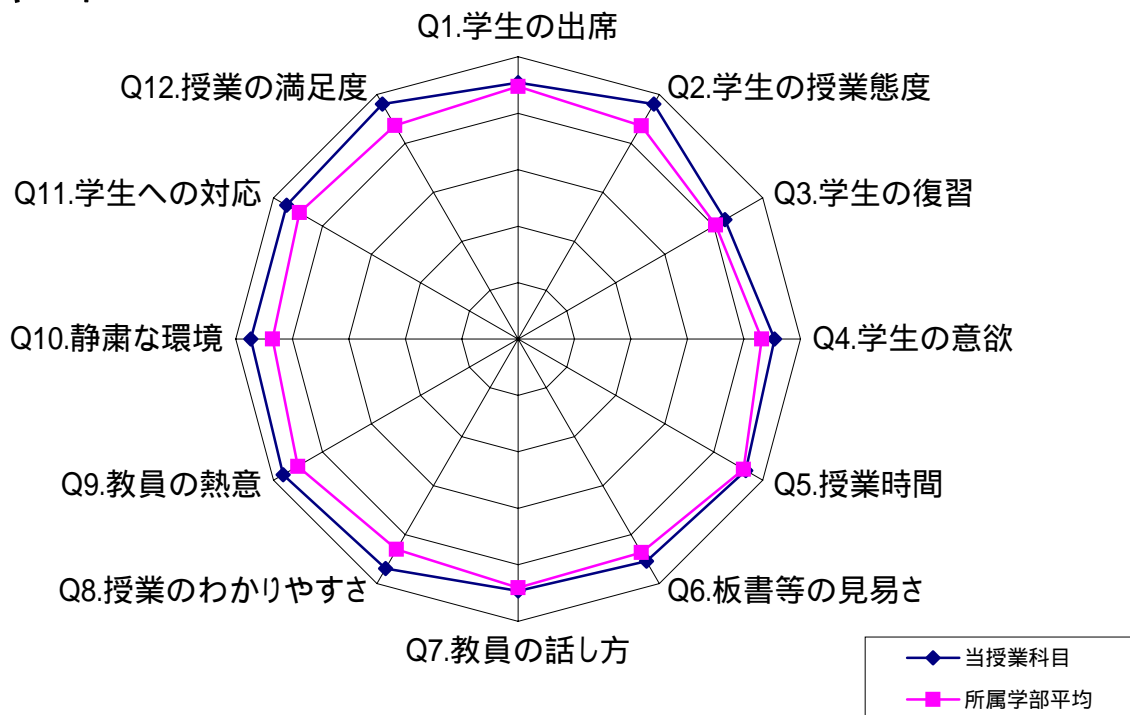 Q1.学生の出席
Q2.学生の授業態度
Q3.学生の復習
Q4.学生の意欲
Q5.授業時間
Q6.板書等の見易さ
Q7.教員の話し方
Q8.授業のわかりやすさ
Q9.教員の熱意
Q10.静粛な環境
Q11.学生への対応
Q12.授業の満足度
当授業科目
所属学部平均